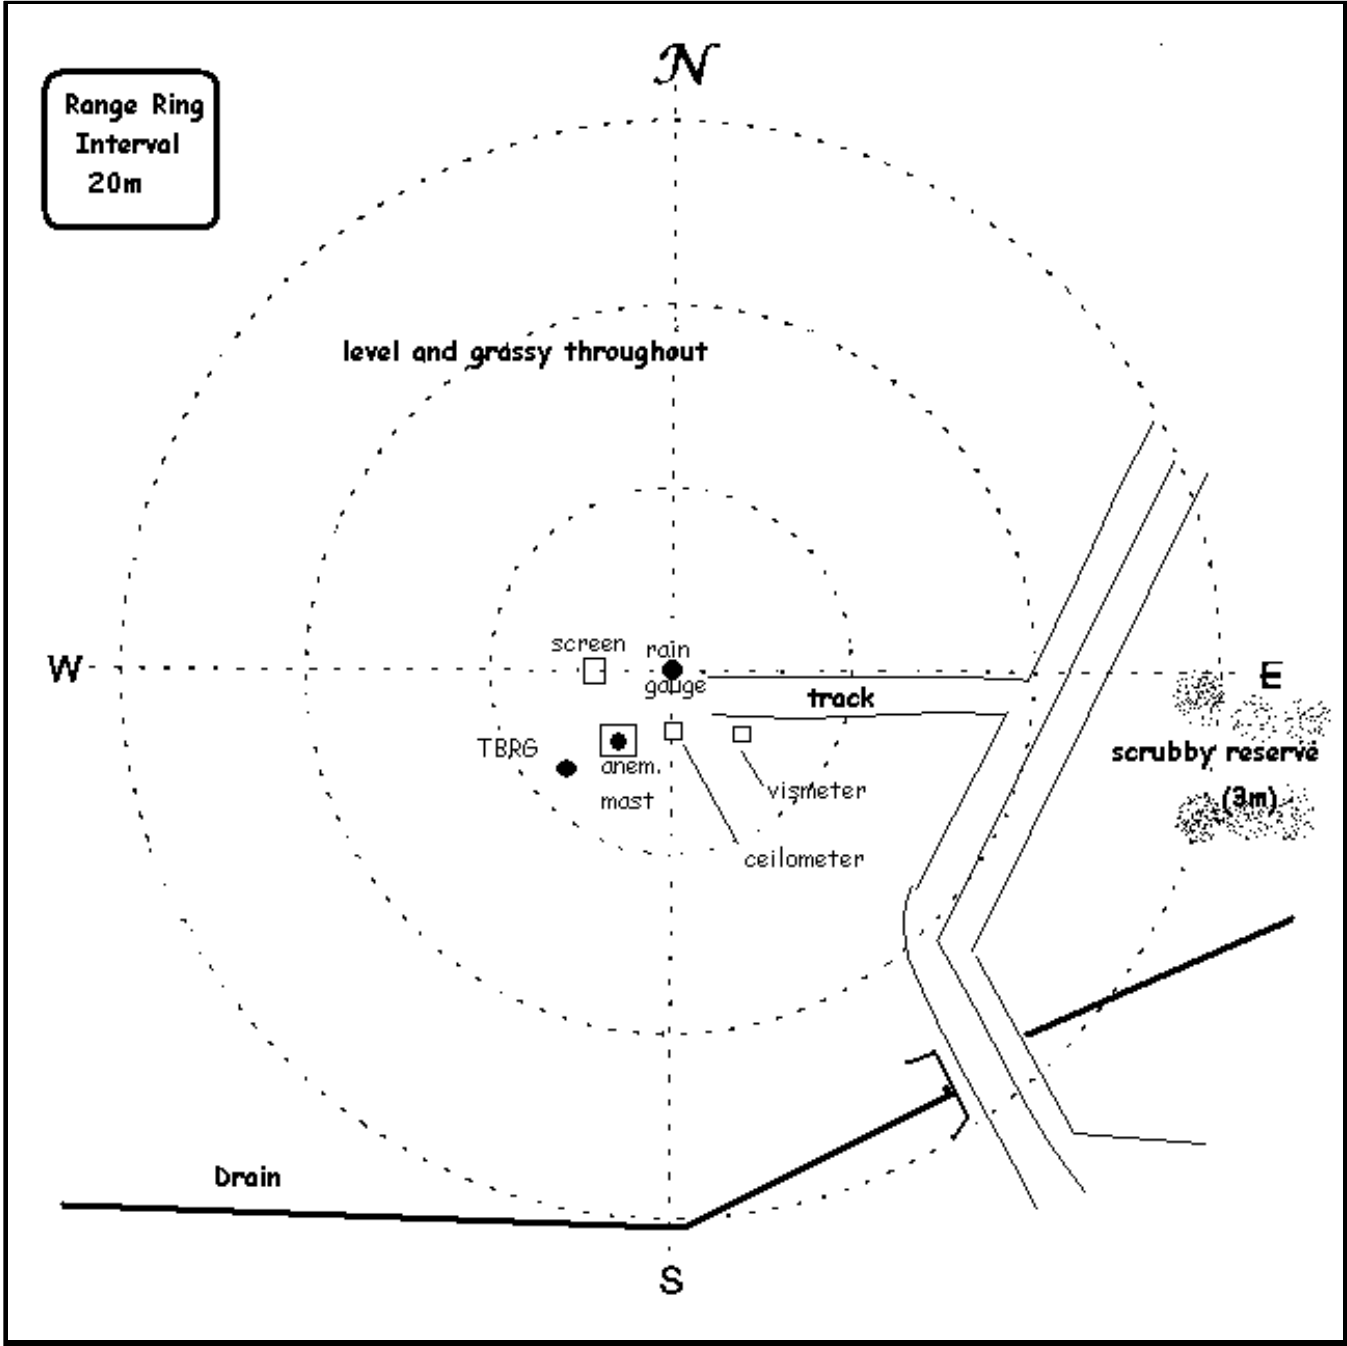 N
Range Ring
Interval
20m
level and grassy throughout
screen
rain
gauge
W
E
track
TBRG
anem.
mast
vismeter
ceilometer
scrubby reserve
(3m)
Drain
S